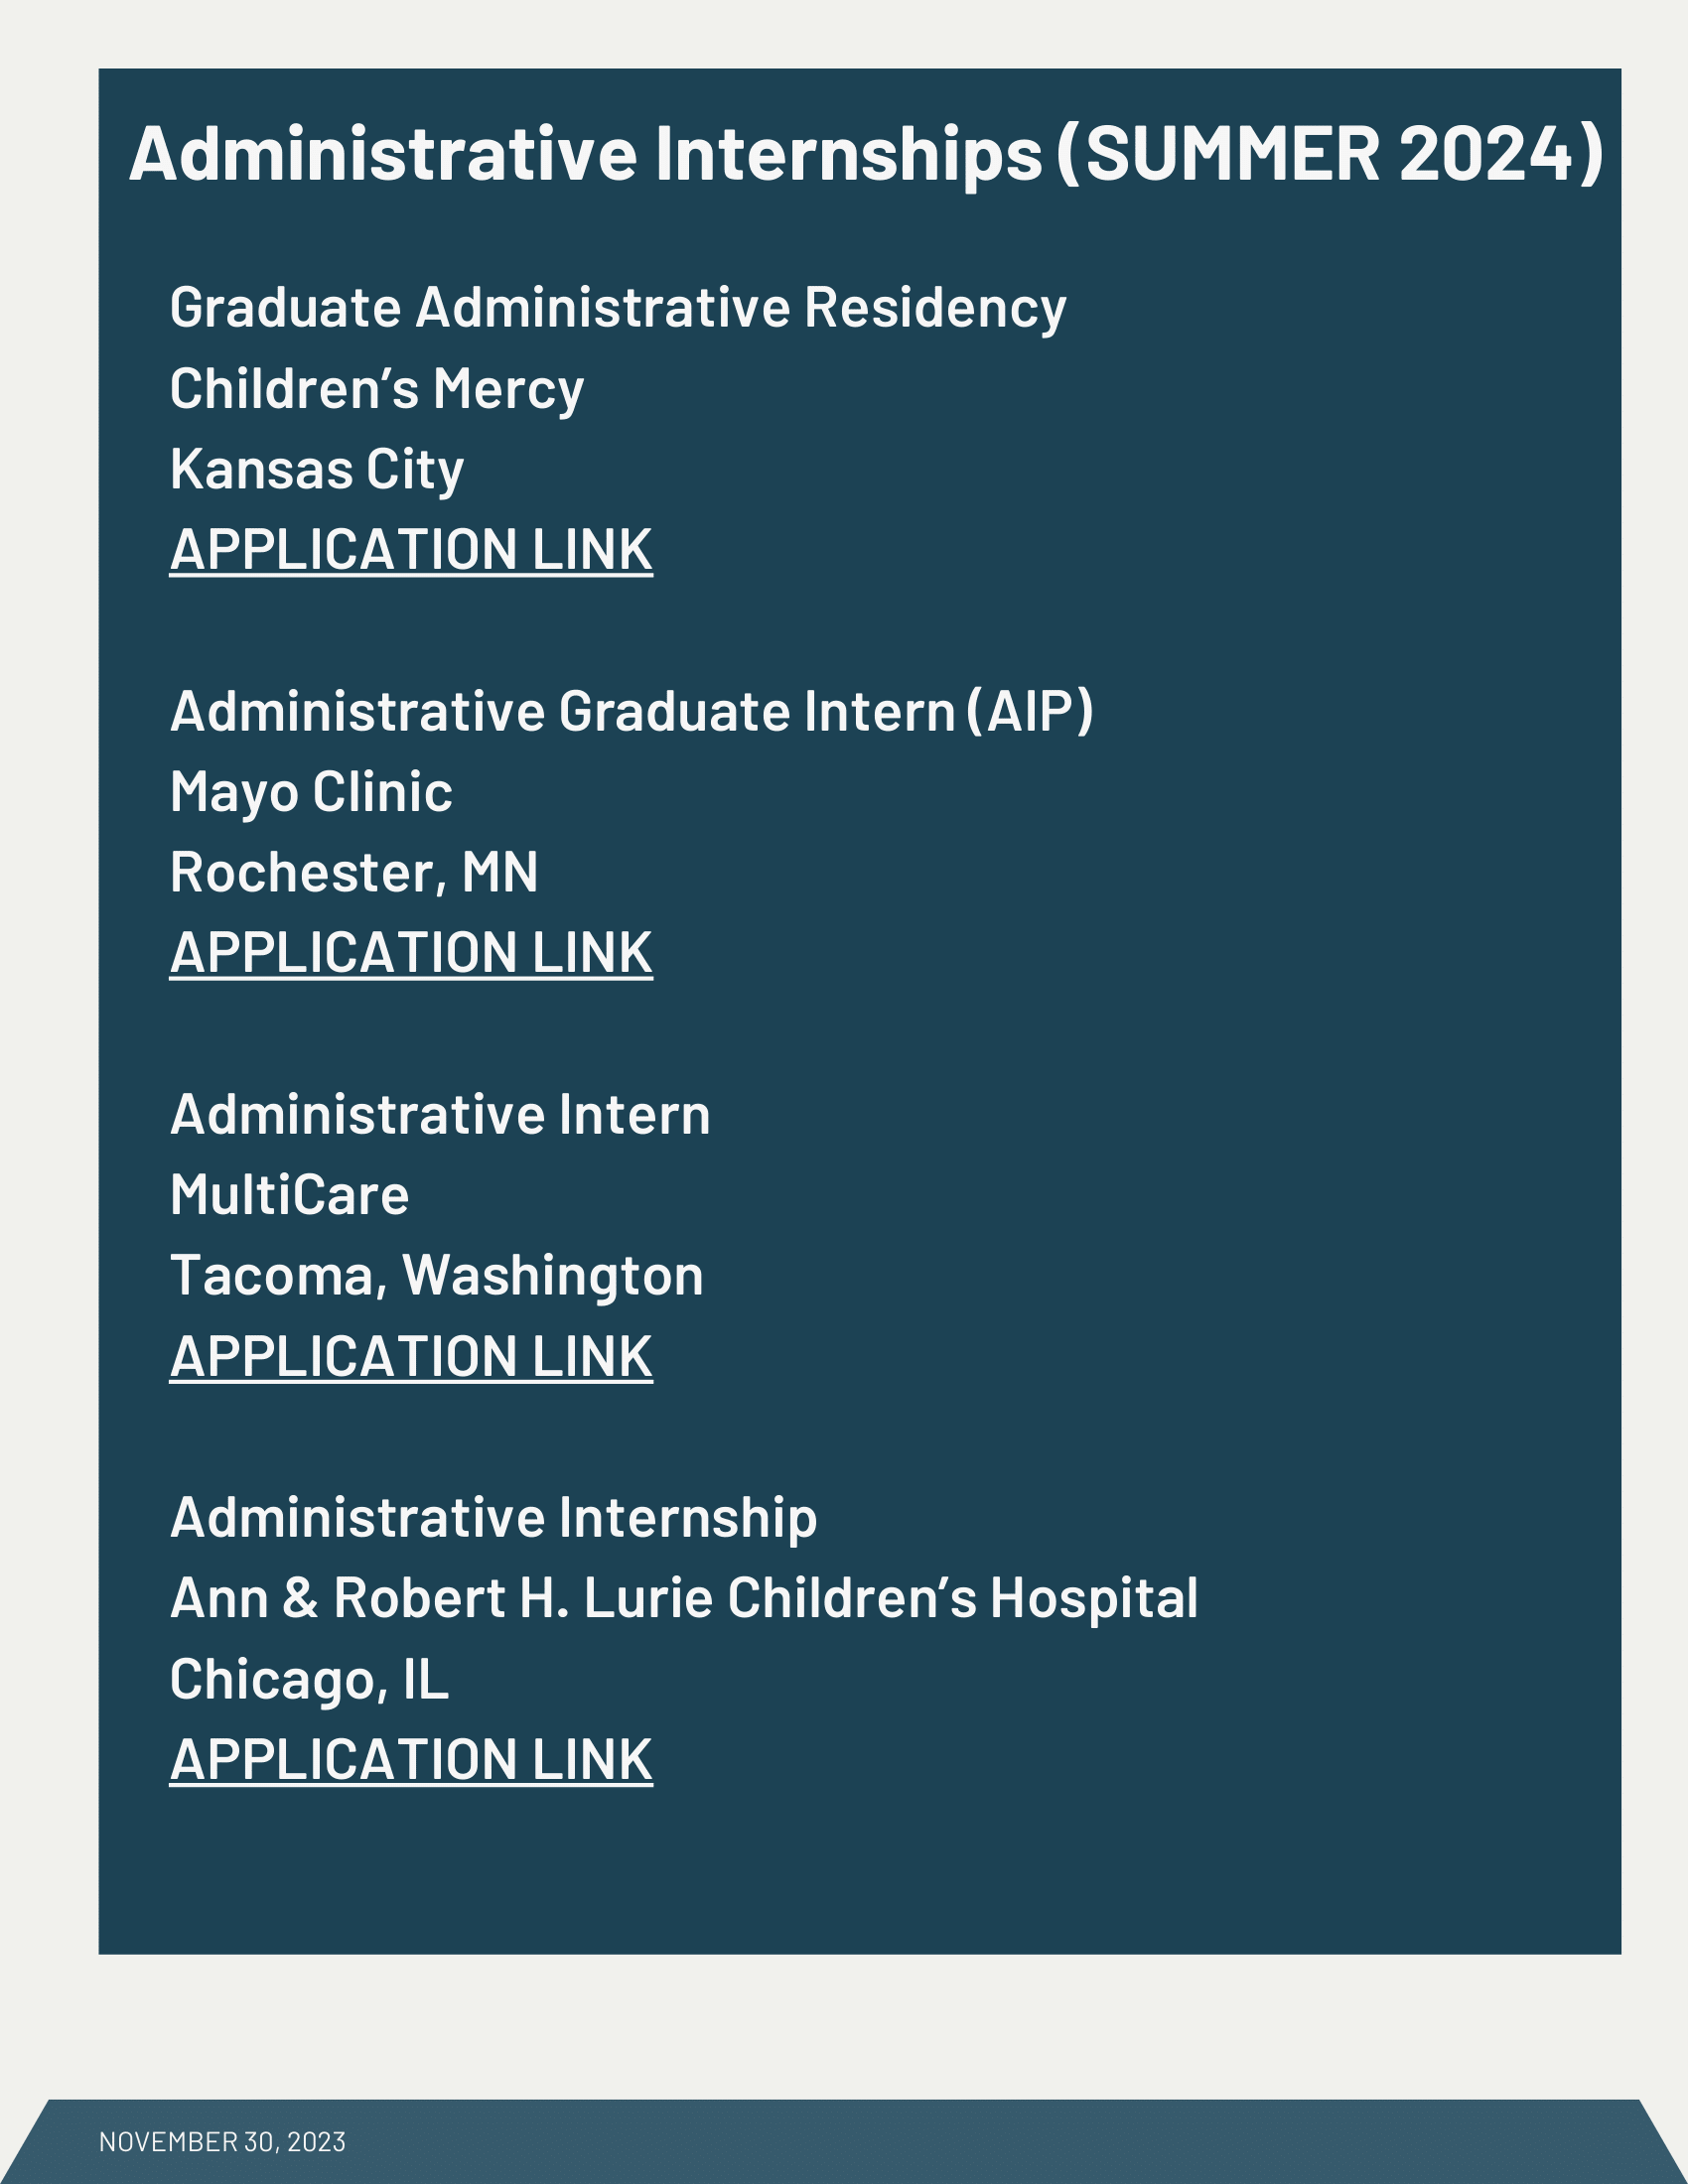 Administrative Internships (SUMMER 2024)
Graduate Administrative Residency
Children’s Mercy
Kansas City
APPLICATION LINK
Administrative Graduate Intern (AIP)
Mayo Clinic
Rochester, MN
APPLICATION LINK
Administrative Intern
MultiCare
Tacoma, Washington
APPLICATION LINK
Administrative Internship
Ann & Robert H. Lurie Children’s Hospital
Chicago, IL
APPLICATION LINK
NOVEMBER 30, 2023